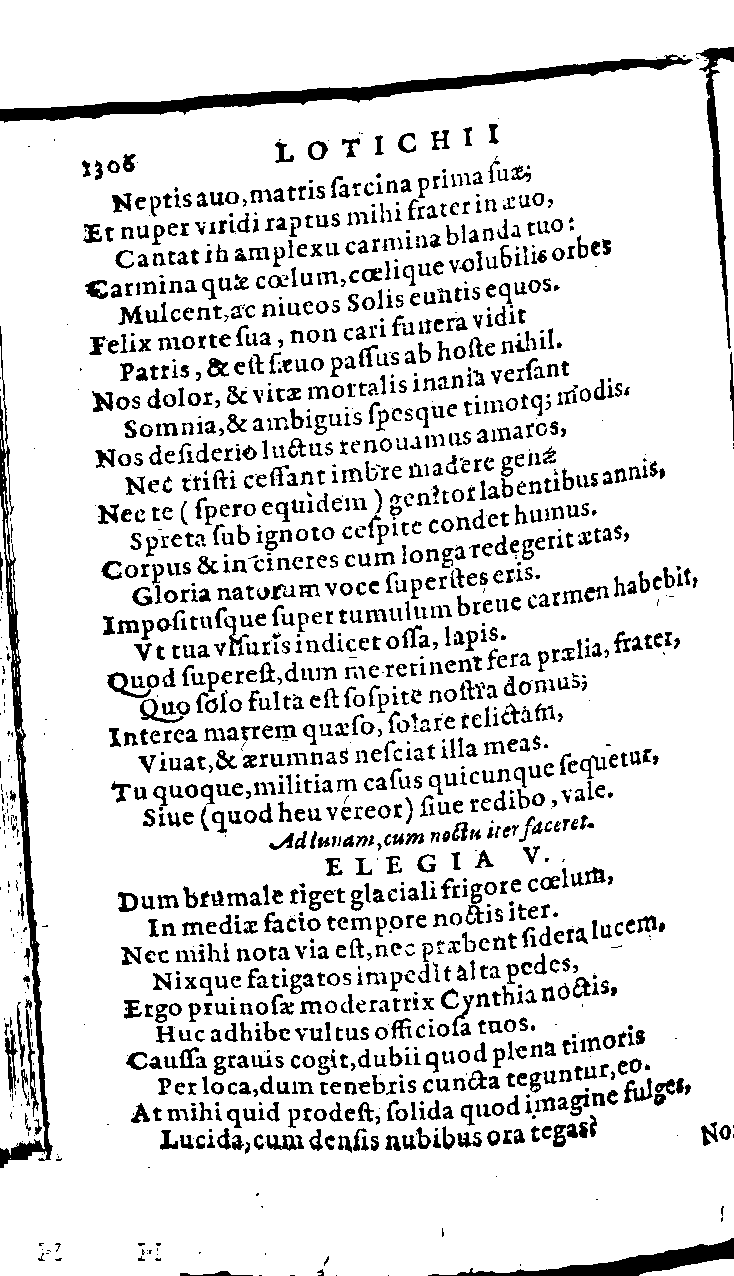 1306 LOTICHII
Neptis auo, matris ſarcina prima ſuæ;
Et nuper viridi raptus mihi frater in æuo,
Cantat in amplexu carmina blanda tuo:
Carmina quæ cœlum, cœlique volubilis orbes
Mulcent, ac niueos Solis euntis equos.
Felix morte ſua, non cari funera vidit
Patris, & eſt ſæuo paſſus ab hoſte nihil.
Nos dolor, & vitæ mortalis inania verſant
Somnia, & ambiguis ſpesque timorq; modis.
Nos deſiderio luctus renouamus amaros,
Nec triſti ceſſant imbre madere genæ
Nec te (ſpero equidem) genitor labentibus annis,
Spreta ſub ignoto ceſpite condet humus.
Corpus & in cineres cum longa redegerit ætas,
Gloria natorum voce ſuperſtes eris.
Impoſituſque ſuper tumulum breue carmen habebit,
Vt tua viſuris indicet oſſa, lapis.
Quod ſupereſt, dum me retinent fera prælia, frater,
Quo ſolo fulta eſt ſoſpite noſtra domus;
Interea matrem quæſo, ſolare relictam,
Viuat, & ærumnas neſciat illa meas.
Tu quoque, militiam caſus quicunque ſequetur,
Siue (quod heu vereor) ſiue redibo, vale.
Ad lunam, cum noctu iter faceret.
ELEGIA V.
Dum brumale riget glaciali frigore cœlum,
In mediæ facio tempore noctis iter.
Nec mihi nota via eſt, nec præbent ſidera lucem,
Nixque fatigatos impedit alta pedes,
Ergo pruinoſæ moderatrix Cynthia noctis,
Huc adhibe vultus officioſa tuos.
Cauſſa grauis cogit, dubii quod plena timoris
Per loca, dum tenebris cuncta teguntur, eo.
At mihi quid prodeſt, ſolida quod imagine fulges,
Lucida, cum denſis nubibus ora tegas?